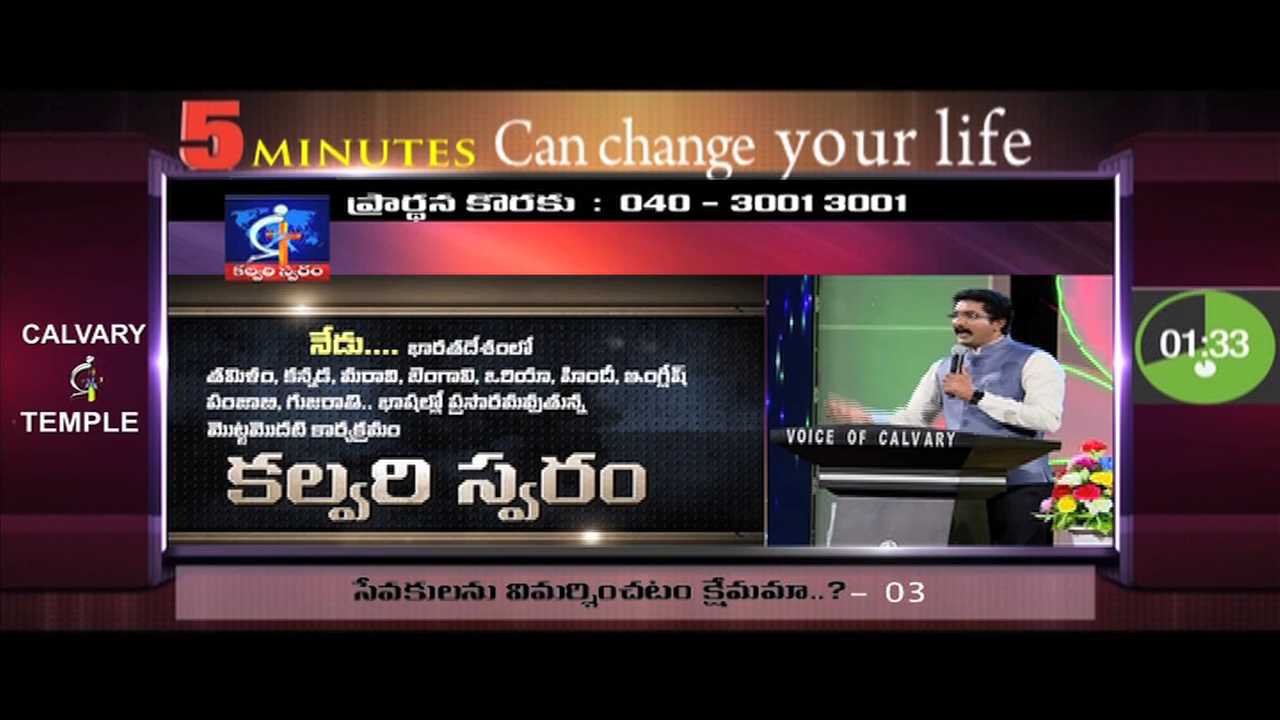 5 MINUTES Can change your life
ప్రార్థన కొరకు : 040 - 3001 3001
కల్వరి స్వరం
CALVARY
TEMPLE
01:33
నేడు.... భారతదేశంలో
తమిళం, కన్నడ, మరాఠి, బెంగాలి, ఒరియా, హిందీ, ఇంగ్లీష్
పంజాబి, గుజరాతి.. భాషల్లో ప్రసారమవుతున్న
మొట్టమొదటి కార్యక్రమం
కల్వరి స్వరం
VOICE OF CALVARY
సేవకులను విమర్శించటం క్షేమమా..? – 03